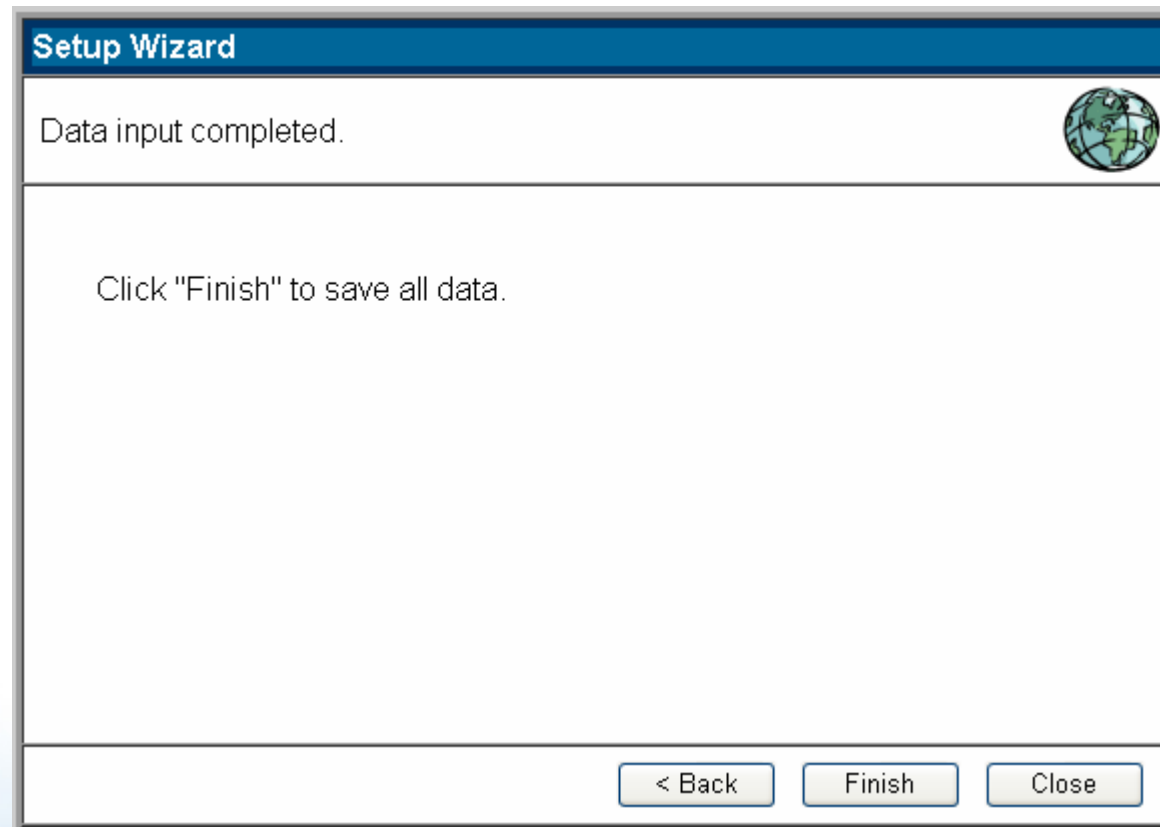 Setup Wizard
Data input completed.
Click "Finish" to save all data.
< Back Finish Close